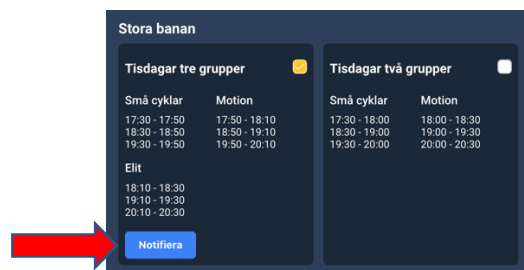 Stora banan
Tisdagar tre grupper
Små cyklar Motion
17:30 - 17:50 17:50 - 18:10
18:30 - 18:50 18:50 - 19:10
19:30 - 19:50 19:50 - 20:10
Elit
18:10 - 18:30
19:10 - 19:30
20:10 - 20:30
Notifiera
Tisdagar två grupper
Små cyklar Motion
17:30 - 18:00 18:00 - 18:30
18:30 - 19:00 19:00 - 19:30
19:30 - 20:00 20:00 - 20:30